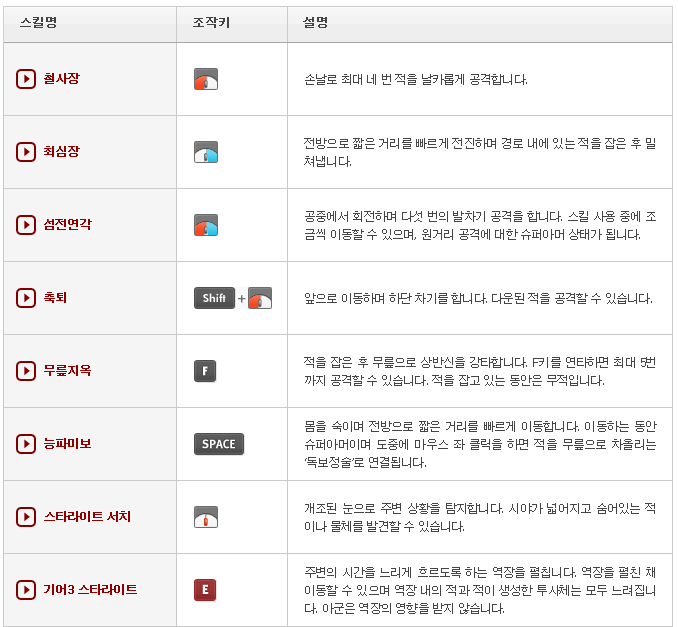 스킬명 조작키 설명
철사장
손날로 최대 네 번 적을 날카롭게 공격합니다.
최심장
전방으로 짧은 거리를 빠르게 전진하며 경로 내에 있는 적을 잡은 후 밀
쳐냅니다.
섬전연각
공중에서 회전하며 다섯 번의 발차기 공격을 합니다. 스킬 사용 중에 조
금씩 이동할 수 있으며, 원거리 공격에 대한 슈퍼아머 상태가 됩니다.
축퇴
Shift +
앞으로 이동하며 하단 차기를 합니다. 다운된 적을 공격할 수 있습니다.
무릎지옥
F
적을 잡은 후 무릎으로 상반신을 강타합니다. F키를 연타하면 최대 5번
까지 공격할 수 있습니다. 적을 잡고 있는 동안은 무적입니다.
능파미보
SPACE
몸을 숙이며 전방으로 짧은 거리를 빠르게 이동합니다. 이동하는 동안
슈퍼아머이며 도중에 마우스 좌 클릭을 하면 적을 무릎으로 차올리는
'독보정술'로 연결됩니다.
스타라이트 서치
개조된 눈으로 주변 상황을 탐지합니다. 시야가 넓어지고 숨어있는 적
이나 물체를 발견할 수 있습니다.
기어3 스타라이트
E
주변의 시간을 느리게 흐르도록 하는 역장을 펼칩니다. 역장을 펼친 채
이동할 수 있으며 역장 내의 적과 적이 생성한 투사체는 모두 느려집니
다. 아군은 역장의 영향을 받지 않습니다.